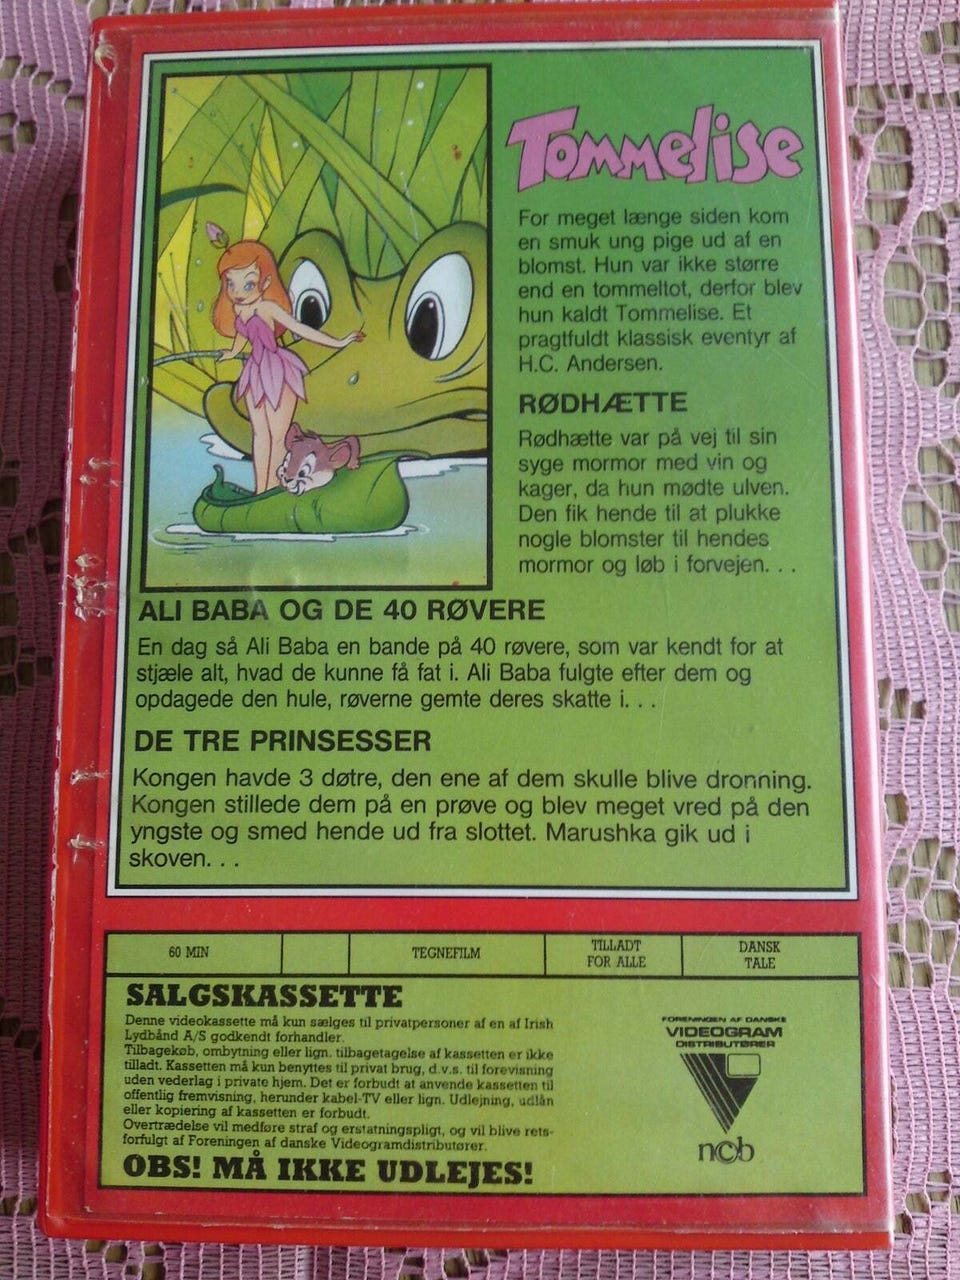 Tommelise
For meget længe siden kom
en smuk ung pige ud af en
blomst. Hun var ikke større
end en tommeltot, derfor blev
hun kaldt Tommelise. Et
pragtfuldt klassisk eventyr af
H.C. Andersen.
RØDHÆTTE
Rødhætte var på vej til sin
syge mormor med vin og
kager, da hun mødte ulven.
Den fik hende til at plukke
nogle blomster til hendes
mormor og løb i forvejen. . .
ALI BABA OG DE 40 RØVERE
En dag så Ali Baba en bande på 40 røvere, som var kendt for at
stjæle alt, hvad de kunne få fat i. Ali Baba fulgte efter dem og
opdagede den hule, røverne gemte deres skatte i. . .
DE TRE PRINSESSER
Kongen havde 3 døtre, den ene af dem skulle blive dronning.
Kongen stillede dem på en prøve og blev meget vred på den
yngste og smed hende ud fra slottet. Marushka gik ud i
skoven. . .
60 MIN
TEGNEFILM
TILLADT
FOR ALLE
DANSK
TALE
SALGSKASSETTE
Denne videokassette må kun sælges til privatpersoner af en af Irish
Lydbånd A/S godkendt forhandler.
Tilbagekøb, ombytning eller lign. tilbagetagelse af kassetten er ikke
tilladt. Kassetten må kun benyttes til privat brug, d.v.s. til forevisning
uden vederlag i private hjem. Det er forbudt at anvende kassetten til
offentlig fremvisning, herunder kabel-TV eller lign. Udlejning, udlån
eller kopiering af kassetten er forbudt.
Overtrædelse vil medføre straf og erstatningspligt, og vil blive rets-
forfulgt af Foreningen af danske Videogramdistributører.
OBS! MÅ IKKE UDLEJES!
FORENINGEN AF DANSKE
VIDEOGRAM
DISTRIBUTØRER
ncb